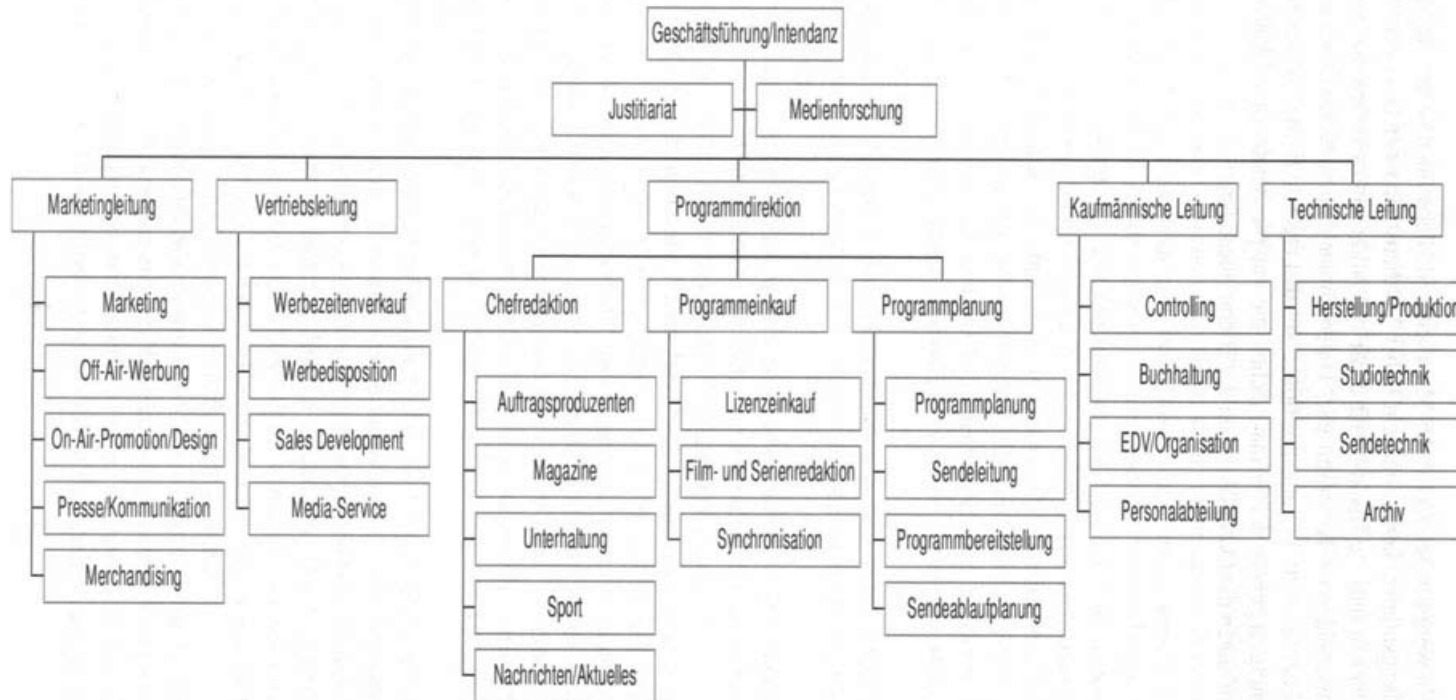 Geschäftsführung/Intendanz
Justitiariat
Medienforschung
Marketingleitung
Vertriebsleitung
Programmdirektion
Kaufmännische Leitung
Technische Leitung
Marketing
Off-Air-Werbung
On-Air-Promotion/Design
Presse/Kommunikation
Merchandising
Werbezeitenverkauf
Werbedisposition
Sales Development
Media-Service
Chefredaktion
Auftragsproduzenten
Magazine
Unterhaltung
Sport
Nachrichten/Aktuelles
Programmeinkauf
Lizenzeinkauf
Film- und Serienredaktion
Synchronisation
Programmplanung
Programmplanung
Sendeleitung
Programmbereitstellung
Sendeablaufplanung
Controlling
Buchhaltung
EDV/Organisation
Personalabteilung
Herstellung/Produktion
Studiotechnik
Sendetechnik
Archiv